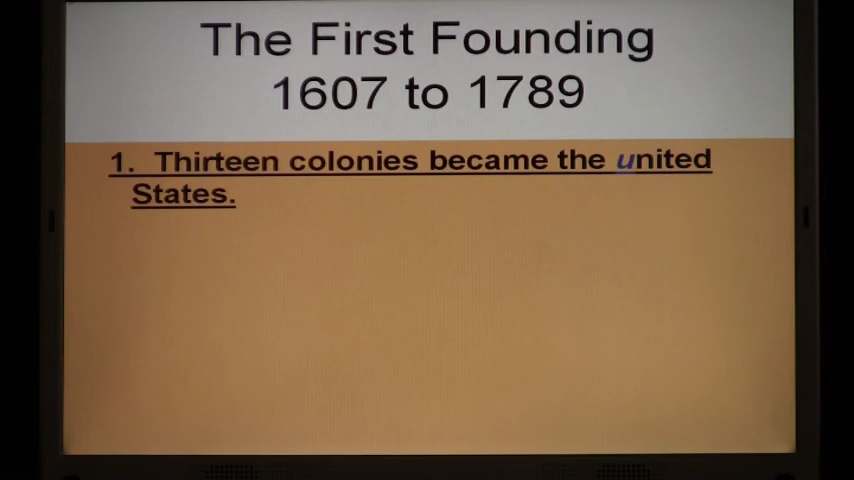 The First Founding
1607 to 1789
1. Thirteen colonies became the united
States.